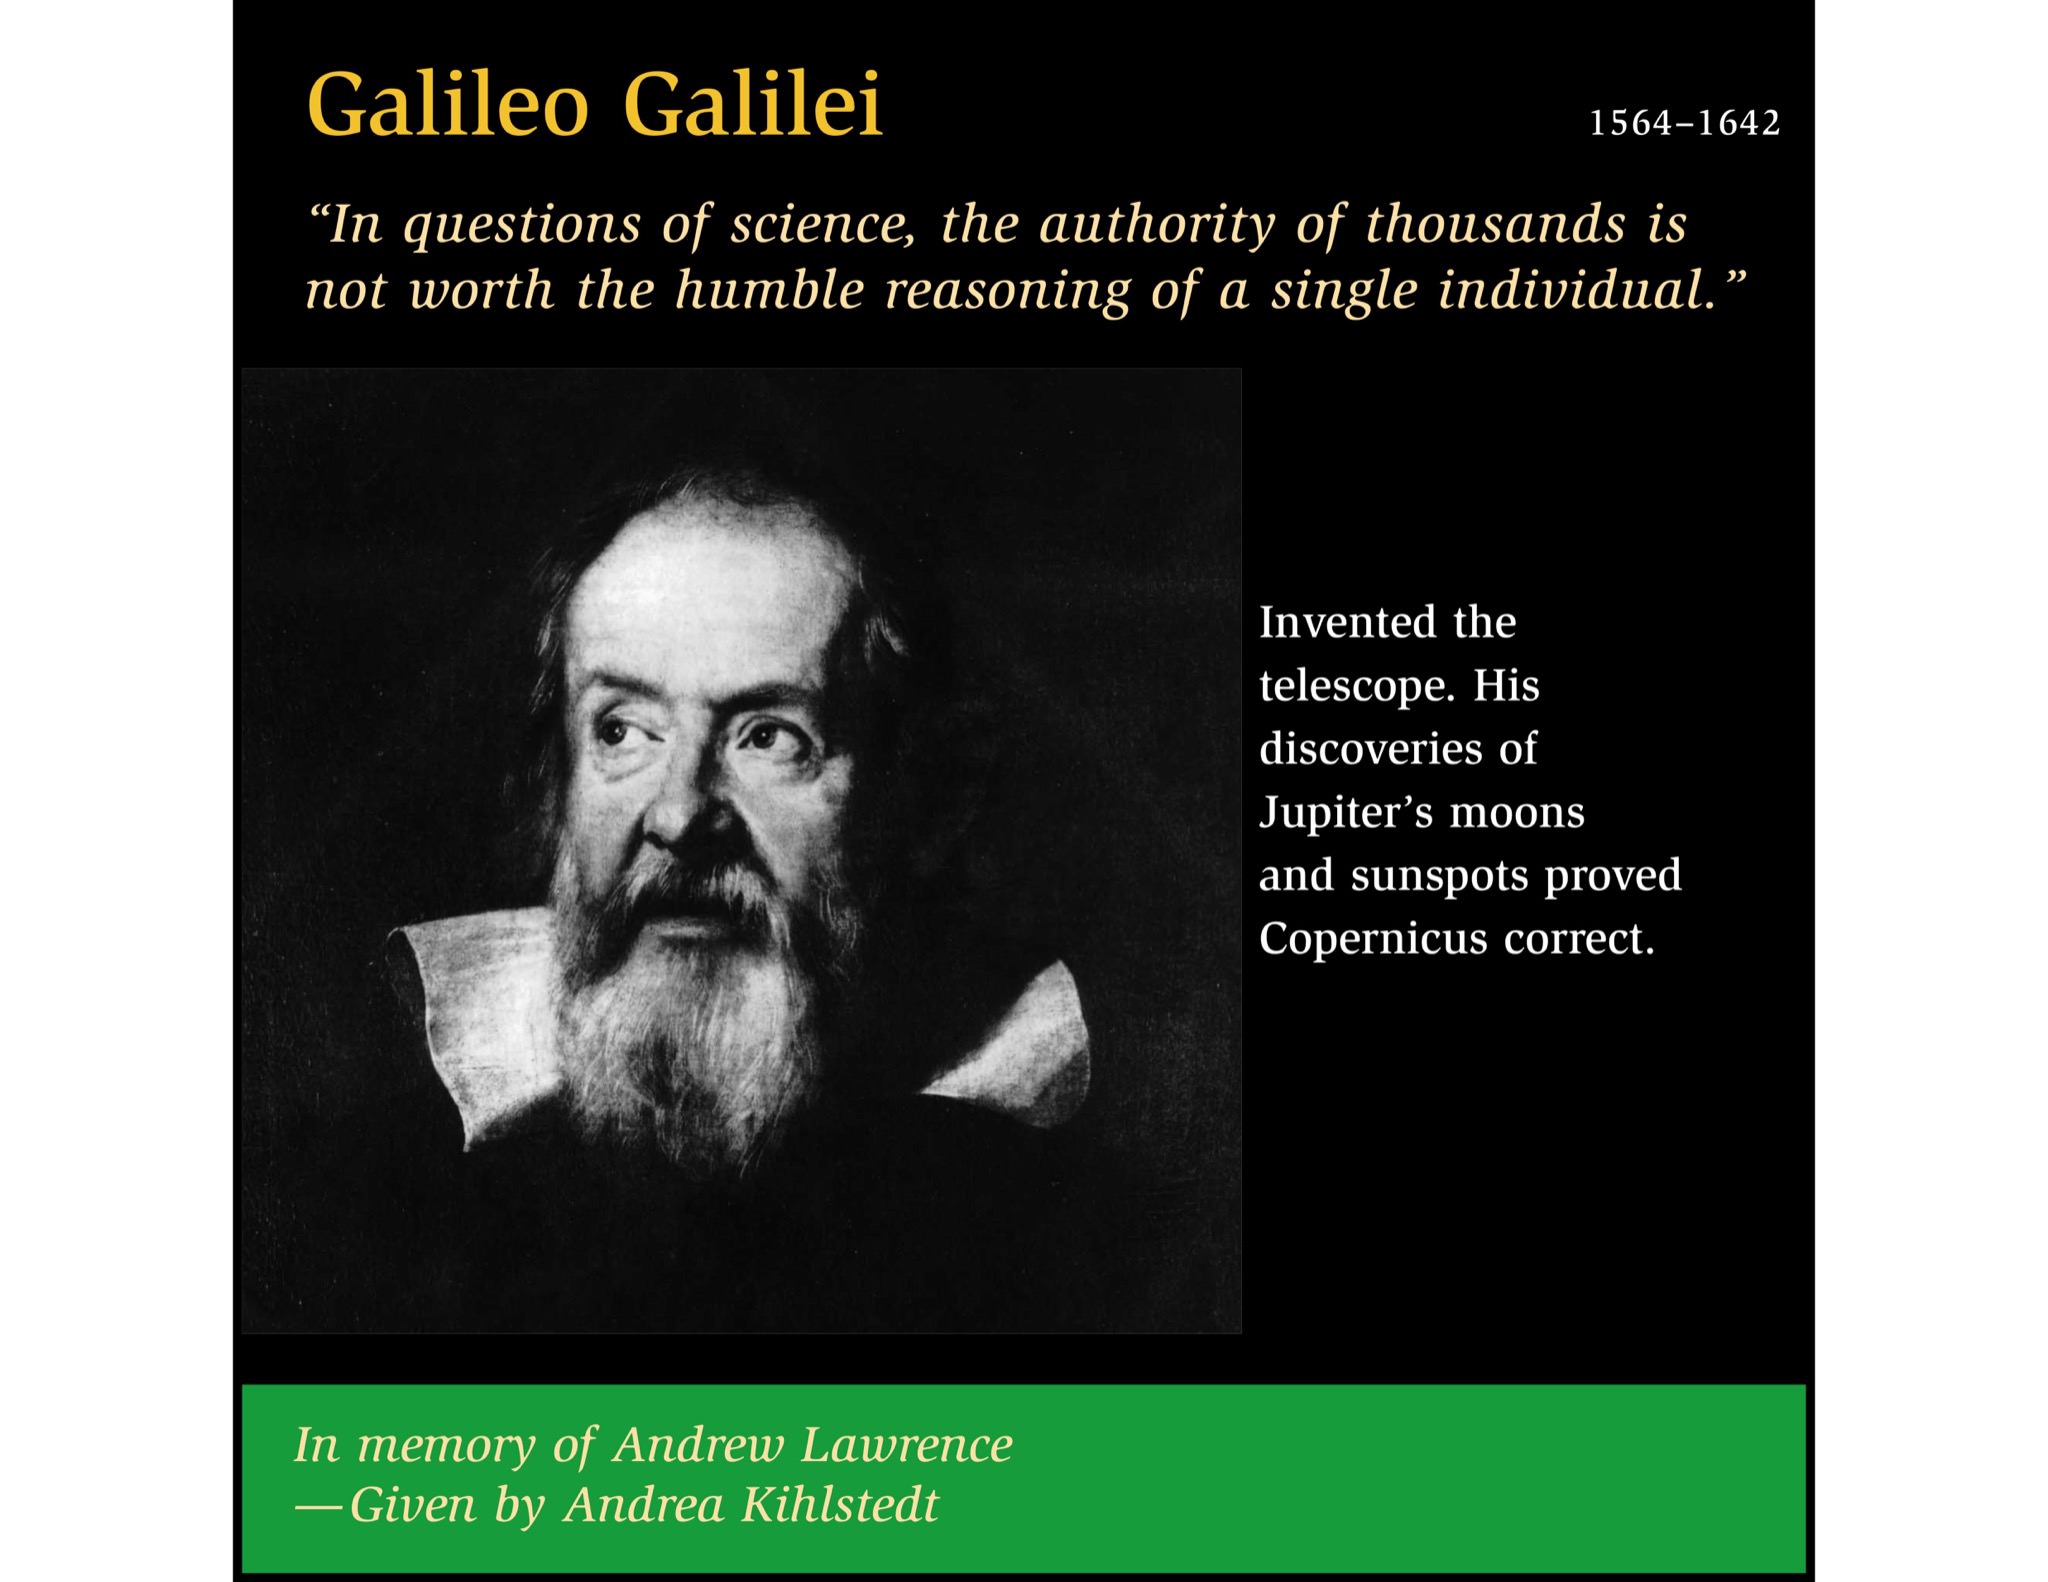 Galileo Galilei
1564–1642
“In questions of science, the authority of thousands is
not worth the humble reasoning of a single individual.”
Invented the
telescope. His
discoveries of
Jupiter’s moons
and sunspots proved
Copernicus correct.
In memory of Andrew Lawrence
—Given by Andrea Kihlstedt